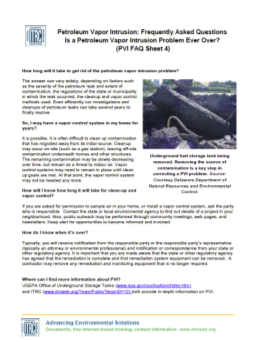 Petroleum Vapor Intrusion: Frequently Asked Questions
Is a Petroleum Vapor Intrusion Problem Ever Over?
(PVI FAQ Sheet 4)
How long will it take to get rid of the petroleum vapor intrusion problem?
The answer can vary widely, depending on factors such
as the severity of the petroleum leak and extent of
contamination, the regulations of the state or municipality
in which the leak occurred, the cleanup and vapor control
methods used. Even efficiently run investigations and
cleanups of petroleum leaks can take several years to
finally resolve.
So, I may have a vapor control system in my home for
years?
It is possible. It is often difficult to clean up contamination
that has migrated away from its initial source. Cleanup
may occur on-site (such as a gas station), leaving off-site
contamination underneath homes and other structures.
The remaining contamination may be slowly decreasing
over time, but remain as a threat to indoor air. Vapor
control systems may need to remain in place until clean
up goals are met. At that point, the vapor control system
may not be needed any more.
Underground fuel storage tank being
removed. Removing the source of
contamination is a key step in
correcting a PVI problem. Source:
Courtesy Delaware Department of
Natural Resources and Environmental
Control.
How will I know how long it will take for clean-up and
vapor control?
If you are asked for permission to sample air in your home, or install a vapor control system, ask the party
who is responsible. Contact the state or local environmental agency to find out details of a project in your
neighborhood. Also, public outreach may be performed through community meetings, web pages, and
newsletters. Keep alert for opportunities to become informed and involved.
How do I know when it's over?
Typically, you will receive notification from the responsible party or the responsible party's representative
(typically an attorney or environmental professional) and notification or correspondence from your state or
other regulatory agency. It is important that you are made aware that the state or other regulatory agency
has agreed that the remediation is complete and that remediation system equipment can be removed. A
contractor may remove any remediation and monitoring equipment that is no longer required.
Where can I find more information about PVI?
USEPA Office of Underground Storage Tanks (www.epa.gov/oust/index.htm)
and ITRC (www.itrcweb.org/Team/Public?teamID=12) both provide in-depth information on PVI.
Advancing Environmental Solutions
Documents, free Internet-based training, contact information: www.itrcweb.org